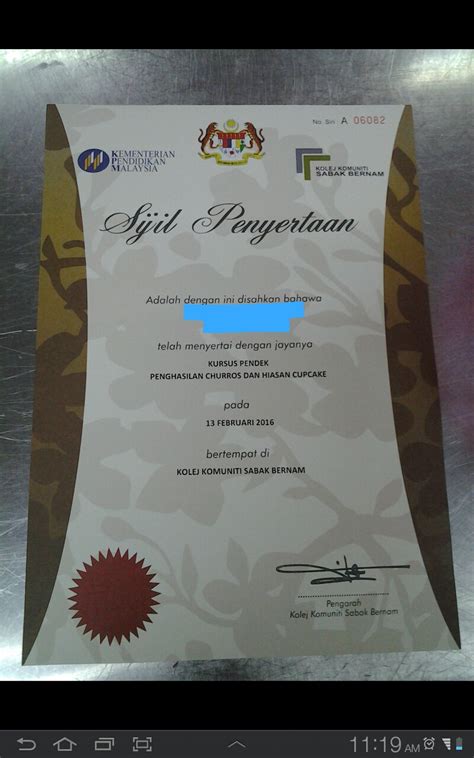 No. Siri A 06082
KEMENTERIAN
PENDIDIKAN
MALAYSIA
KOLEJ KOMUNITI
SABAK BERNAM
Sijil Penyertaan
Adalah dengan ini disahkan bahawa
telah menyertai dengan jayanya
KURSUS PENDEK
PENGHASILAN CHURROS DAN HIASAN CUPCAKE
pada
13 FEBRUARI 2016
bertempat di
KOLEJ KOMUNITI SABAK BERNAM
Pengarah
Kolej Komuniti Sabak Bernam
11:19 AM